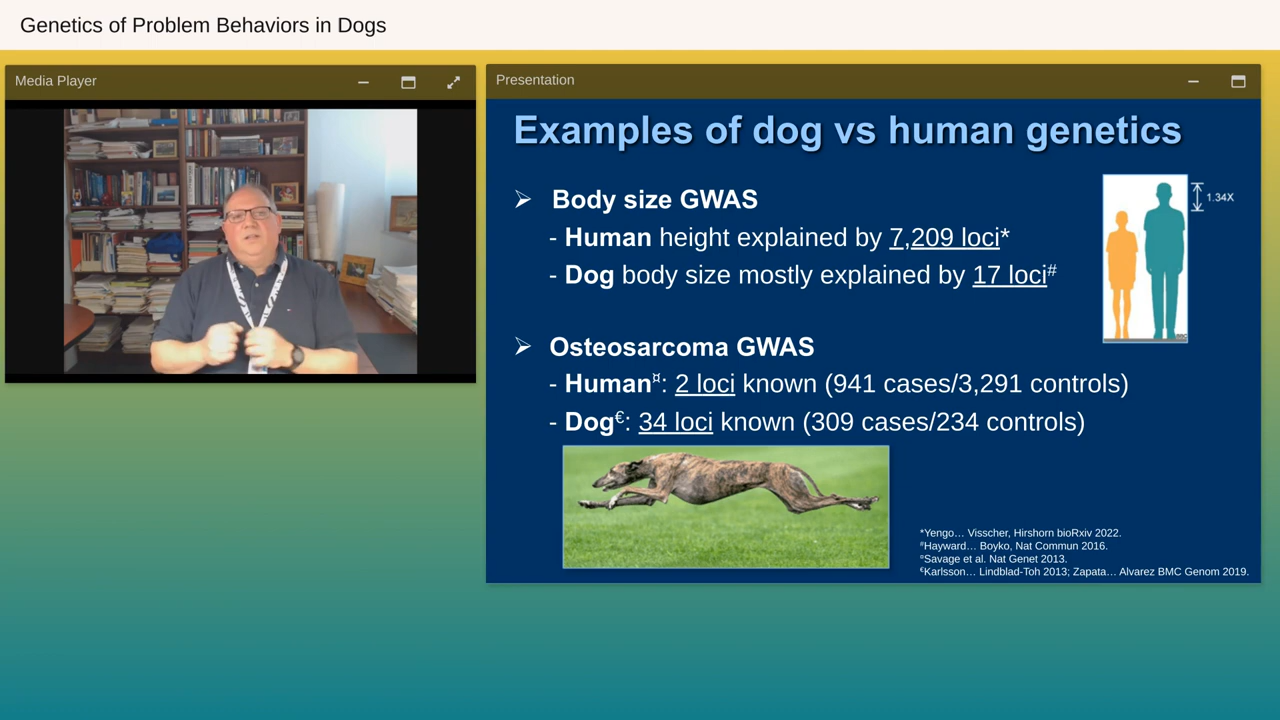 Genetics of Problem Behaviors in Dogs
Media Player
Presentation
Examples of dog vs human genetics
➢ Body size GWAS
- Human height explained by 7,209 loci*
- Dog body size mostly explained by 17 loci#
1.34X
➢ Osteosarcoma GWAS
- Human¤: 2 loci known (941 cases/3,291 controls)
- Dog€: 34 loci known (309 cases/234 controls)
*Yengo… Visscher, Hirshorn bioRxiv 2022.
#Hayward… Boyko, Nat Commun 2016.
¤Savage et al. Nat Genet 2013.
€Karlsson… Lindblad-Toh 2013; Zapata… Alvarez BMC Genom 2019.